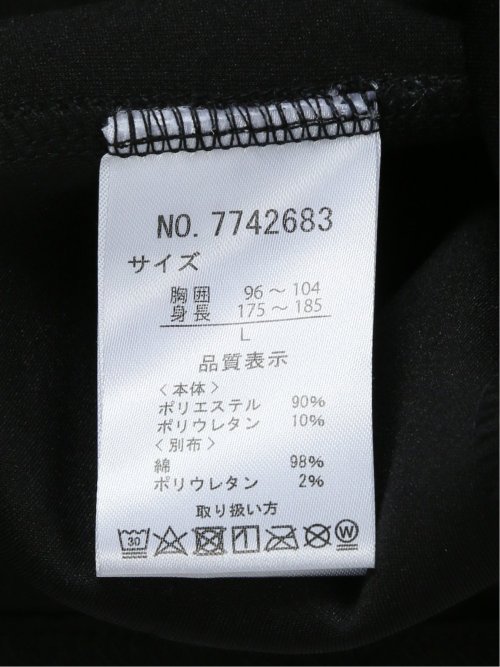 NO. 7742683
サイズ
胸囲 96～104
身長 175～185
L
品質表示
〈本体〉
ポリエステル 90%
ポリウレタン 10%
〈別布〉
綿 98%
ポリウレタン 2%
取り扱い方
30 W